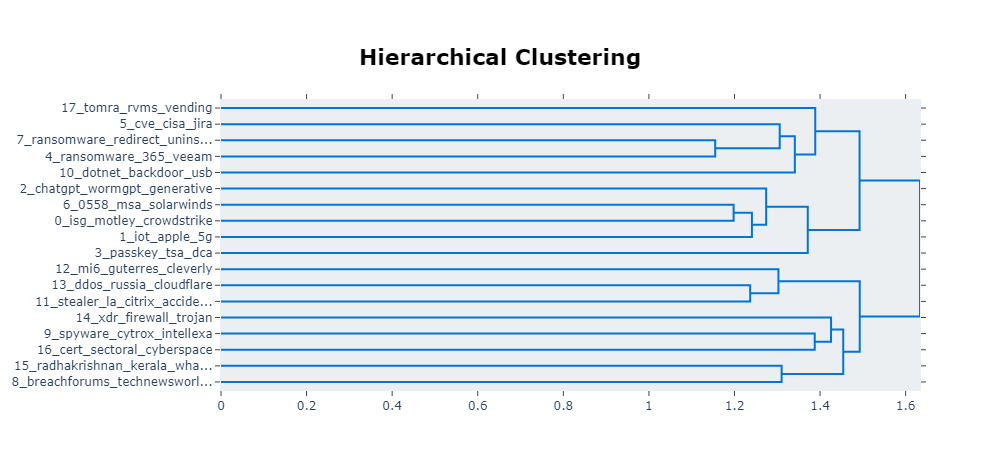 Hierarchical Clustering
17_tomra_rvms_vending
5_cve_cisa_jira
7_ransomware_redirect_unins...
4_ransomware_365_veeam
10_dotnet_backdoor_usb
2_chatgpt_wormgpt_generative
6_0558_msa_solarwinds
0_isg_motley_crowdstrike
1_iot_apple_5g
3_passkey_tsa_dca
12_mi6_guterres_cleverly
13_ddos_russia_cloudflare
11_stealer_la_citrix_accide...
14_xdr_firewall_trojan
9_spyware_cytrox_intellexa
16_cert_sectoral_cyberspace
15_radhakrishnan_kerala_wha...
8_breachforums_technewsworl...
0 0.2 0.4 0.6 0.8 1 1.2 1.4 1.6